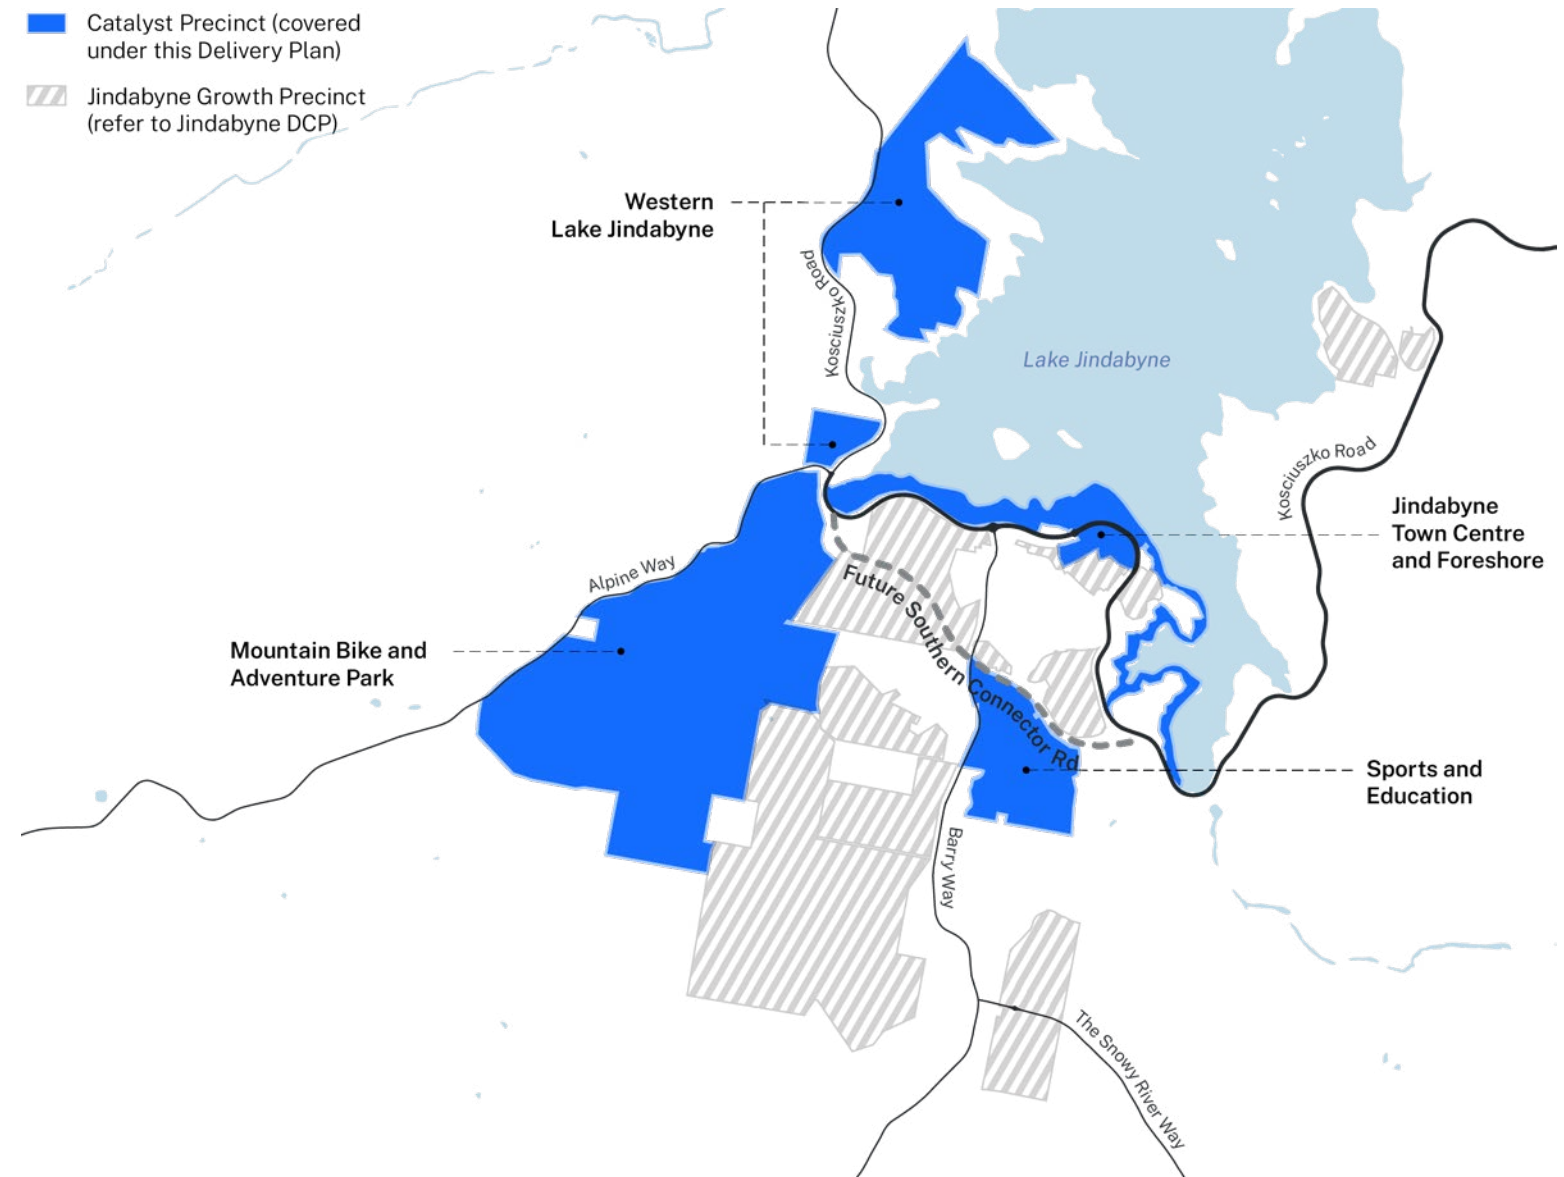 Catalyst Precinct (covered
under this Delivery Plan)
Jindabyne Growth Precinct
(refer to Jindabyne DCP)
Western
Lake Jindabyne
Kosciuszko Road
Lake Jindabyne
Kosciuszko Road
Jindabyne
Town Centre
and Foreshore
Alpine Way
Future Southern Connector Rd
Mountain Bike and
Adventure Park
Sports and
Education
Barry Way
The Snowy River Way